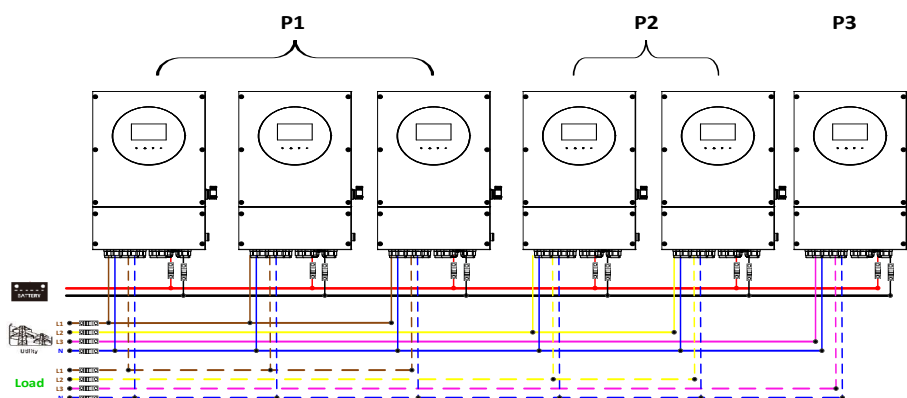 P1 P2 P3
BATTERY
L1
L2
L3
Utility
N
L1
L2
Load
L3
N